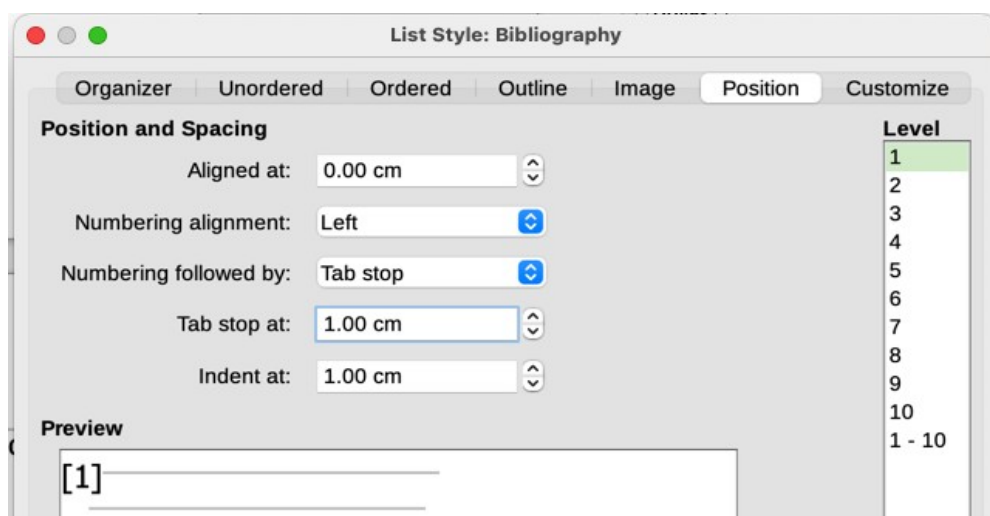 List Style: Bibliography
Organizer Unordered Ordered Outline Image Position Customize
Position and Spacing
Aligned at: 0.00 cm
Numbering alignment: Left
Numbering followed by: Tab stop
Tab stop at: 1.00 cm
Indent at: 1.00 cm
Preview
[1]
Level
1
2
3
4
5
6
7
8
9
10
1 - 10